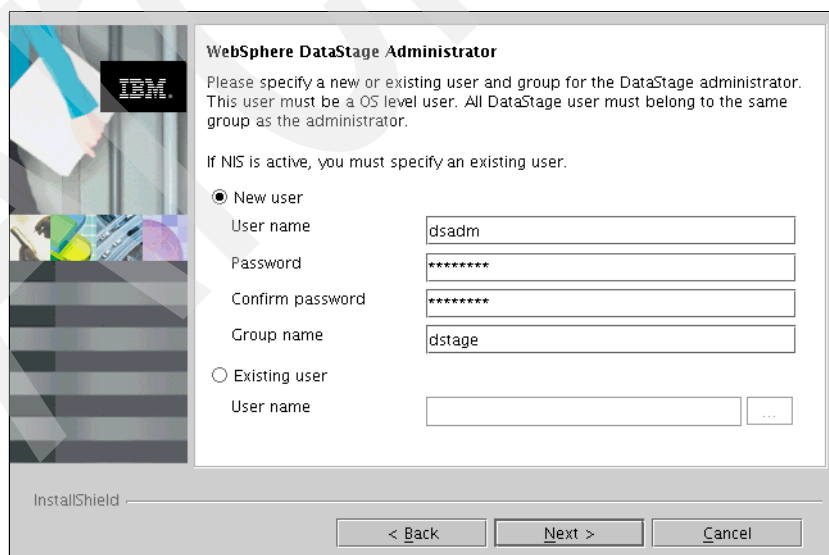 WebSphere DataStage Administrator
IBM.
Please specify a new or existing user and group for the DataStage administrator.
This user must be a OS level user. All DataStage user must belong to the same
group as the administrator.
If NIS is active, you must specify an existing user.
New user
User name
dsadm
Password
********
Confirm password
********
Group name
dstage
Existing user
User name
...
InstallShield
< Back
Next >
Cancel